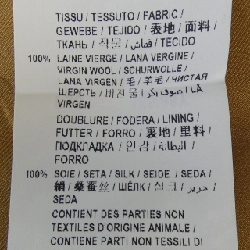 TISSU / TESSUTO / FABRIC /
GEWEBE / TEJIDO / 表地 / 面料 /
ТКАНЬ / 직물 / قماش / TECIDO
100% LAINE VIERGE / LANA VERGINE /
VIRGIN WOOL / SCHURWOLLE /
LANA VIRGEN / 毛 / 羊毛 / ЧИСТАЯ
ШЕРСТЬ / 버진울 / صوف بكر / LÃ
VIRGEN
DOUBLURE / FODERA / LINING /
FUTTER / FORRO / 裏地 / 里料 /
ПОДКЛАДКА / 안감 / البطانة /
FORRO
100% SOIE / SETA / SILK / SEIDE / SEDA /
絹 / 桑蚕丝 / ШЁЛК / 실크 / حرير /
SEDA
CONTIENT DES PARTIES NON
TEXTILES D'ORIGINE ANIMALE /
CONTIENE PARTI NON TESSILI DI